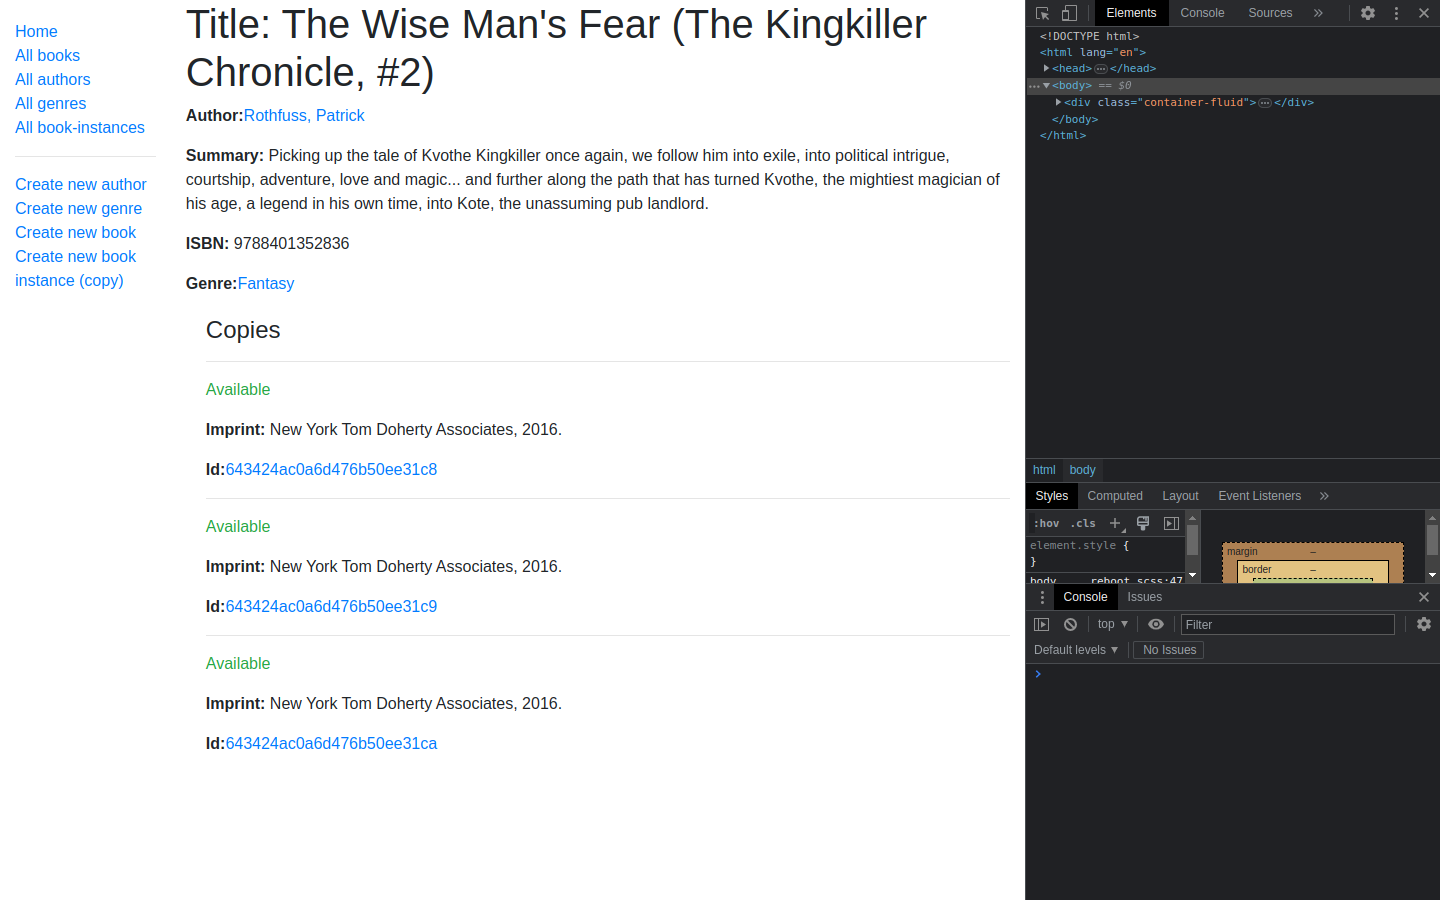 Home
All books
All authors
All genres
All book-instances
Create new author
Create new genre
Create new book
Create new book
instance (copy)
Title: The Wise Man's Fear (The Kingkiller
Chronicle, #2)
Author:Rothfuss, Patrick
Summary: Picking up the tale of Kvothe Kingkiller once again, we follow him into exile, into political intrigue,
courtship, adventure, love and magic... and further along the path that has turned Kvothe, the mightiest magician of
his age, a legend in his own time, into Kote, the unassuming pub landlord.
ISBN: 9788401352836
Genre:Fantasy
Copies
Available
Imprint: New York Tom Doherty Associates, 2016.
Id:643424ac0a6d476b50ee31c8
Available
Imprint: New York Tom Doherty Associates, 2016.
Id:643424ac0a6d476b50ee31c9
Available
Imprint: New York Tom Doherty Associates, 2016.
Id:643424ac0a6d476b50ee31ca
Elements Console Sources »
<!DOCTYPE html>
<html lang="en">
<head>…</head>
…<body> == $0
<div class="container-fluid">…</div>
</body>
</html>
html body
Styles Computed Layout Event Listeners »
:hov .cls +
element.style {
}
body reboot.scss:47
margin –
border –
Console Issues
top Filter
Default levels No Issues